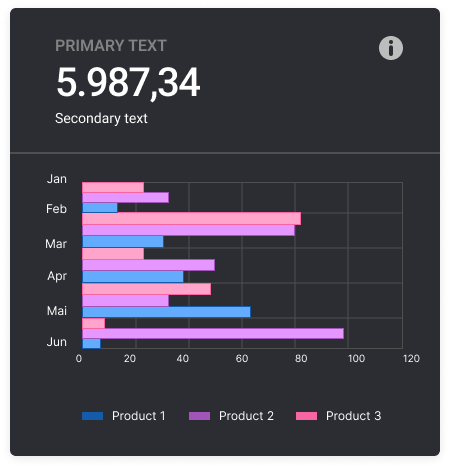 PRIMARY TEXT
5.987,34
Secondary text
Jan
Feb
Mar
Apr
Mai
Jun
0 20 40 60 80 100 120
Product 1 Product 2 Product 3